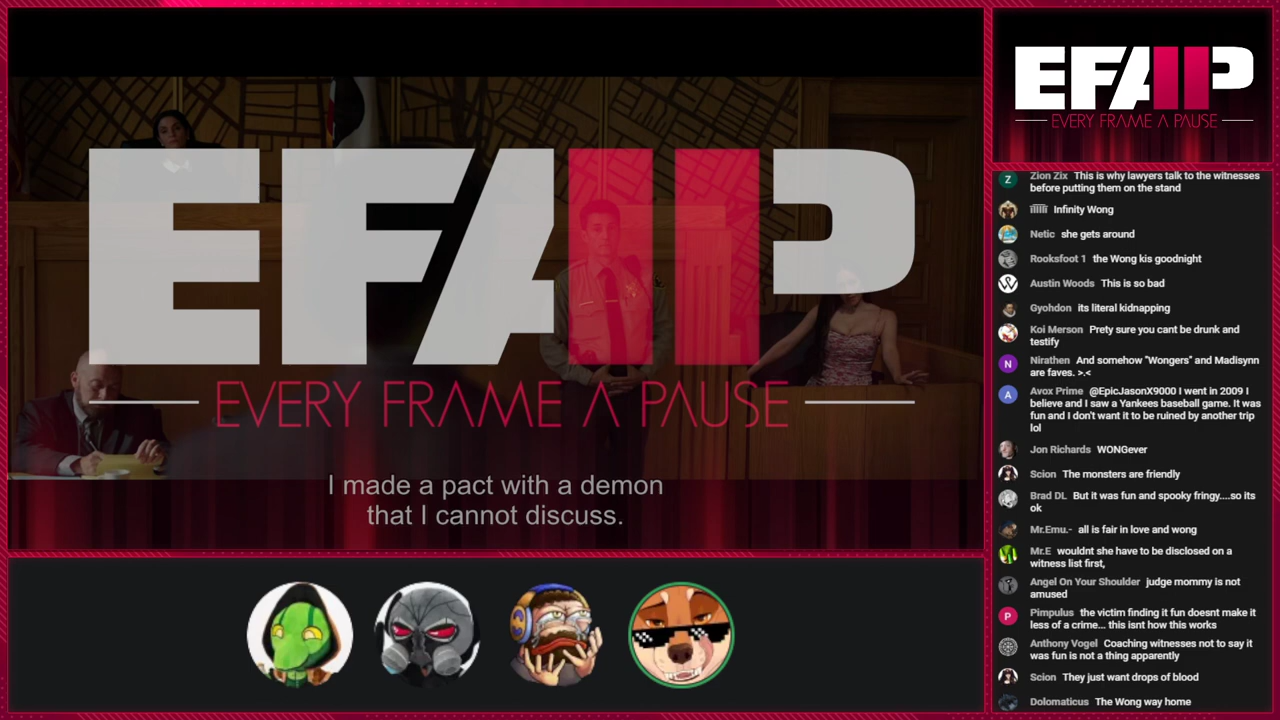 EFAP
EVERY FRAME A PAUSE
I made a pact with a demon
that I cannot discuss.
EFAP
EVERY FRAME A PAUSE
Z
Zion Zix This is why lawyers talk to the witnesses
before putting them on the stand
Infinity Wong
Netic she gets around
Rooksfoot 1 the Wong kis goodnight
Austin Woods This is so bad
Gyohdon its literal kidnapping
Koi Merson Prety sure you cant be drunk and
testify
N
Nirathen And somehow "Wongers" and Madisynn
are faves. >.<
A
Avox Prime @EpicJasonX9000 I went in 2009 I
believe and I saw a Yankees baseball game. It was
fun and I don't want it to be ruined by another trip
lol
Jon Richards WONGever
Scion The monsters are friendly
Brad DL But it was fun and spooky fringy....so its
ok
Mr.Emu.- all is fair in love and wong
Mr.E wouldnt she have to be disclosed on a
witness list first,
Angel On Your Shoulder judge mommy is not
amused
P
Pimpulus the victim finding it fun doesnt make it
less of a crime... this isnt how this works
Anthony Vogel Coaching witnesses not to say it
was fun is not a thing apparently
Scion They just want drops of blood
Dolomaticus The Wong way home